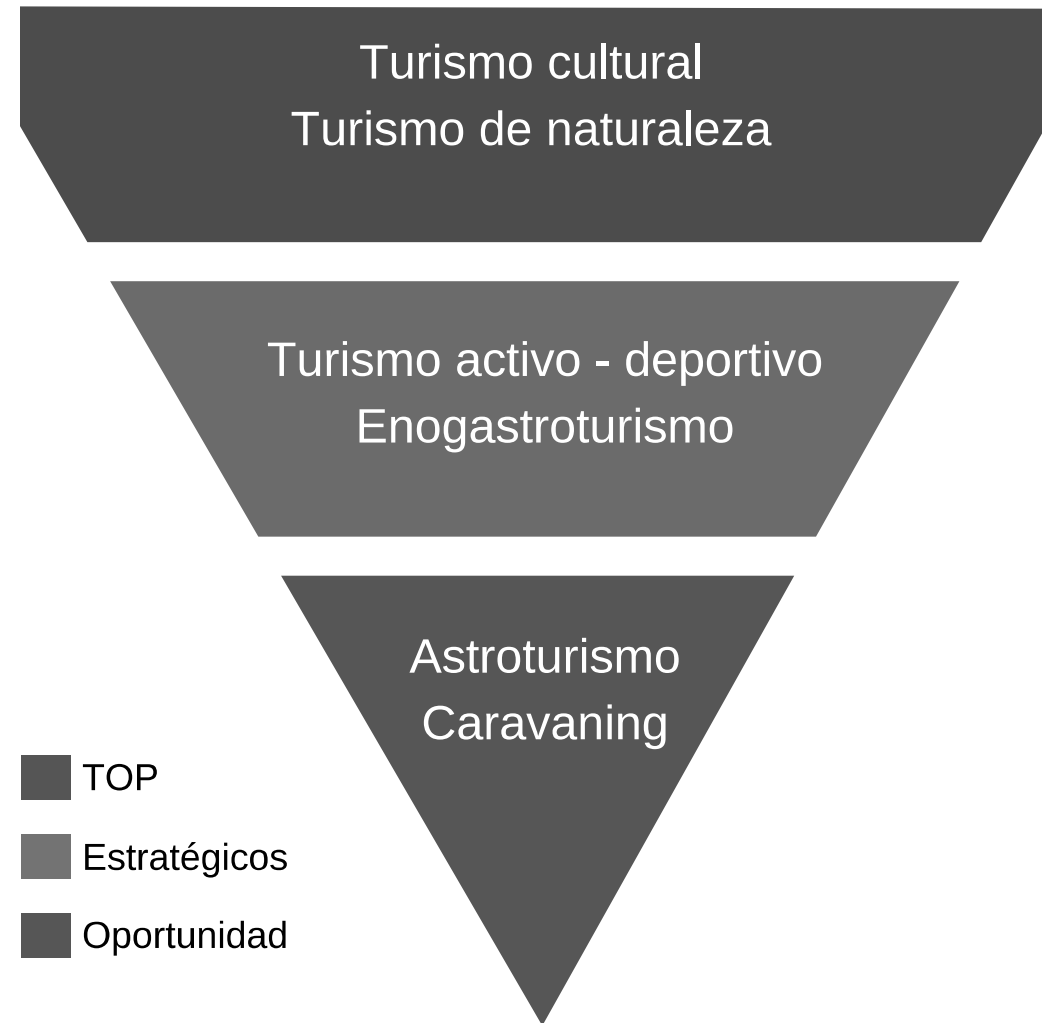 Turismo cultural
Turismo de naturaleza
Turismo activo - deportivo
Enogastroturismo
Astroturismo
Caravaning
TOP
Estratégicos
Oportunidad